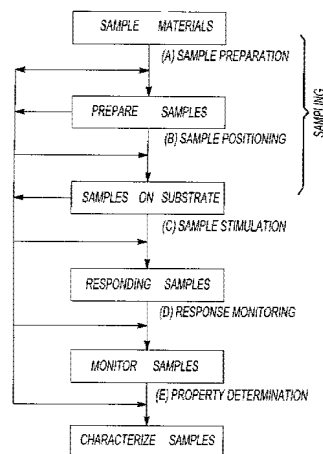 SAMPLE MATERIALS
(A) SAMPLE PREPARATION
PREPARE SAMPLES
(B) SAMPLE POSITIONING
SAMPLES ON SUBSTRATE
(C) SAMPLE STIMULATION
RESPONDING SAMPLES
(D) RESPONSE MONITORING
MONITOR SAMPLES
(E) PROPERTY DETERMINATION
CHARACTERIZE SAMPLES
SAMPLING